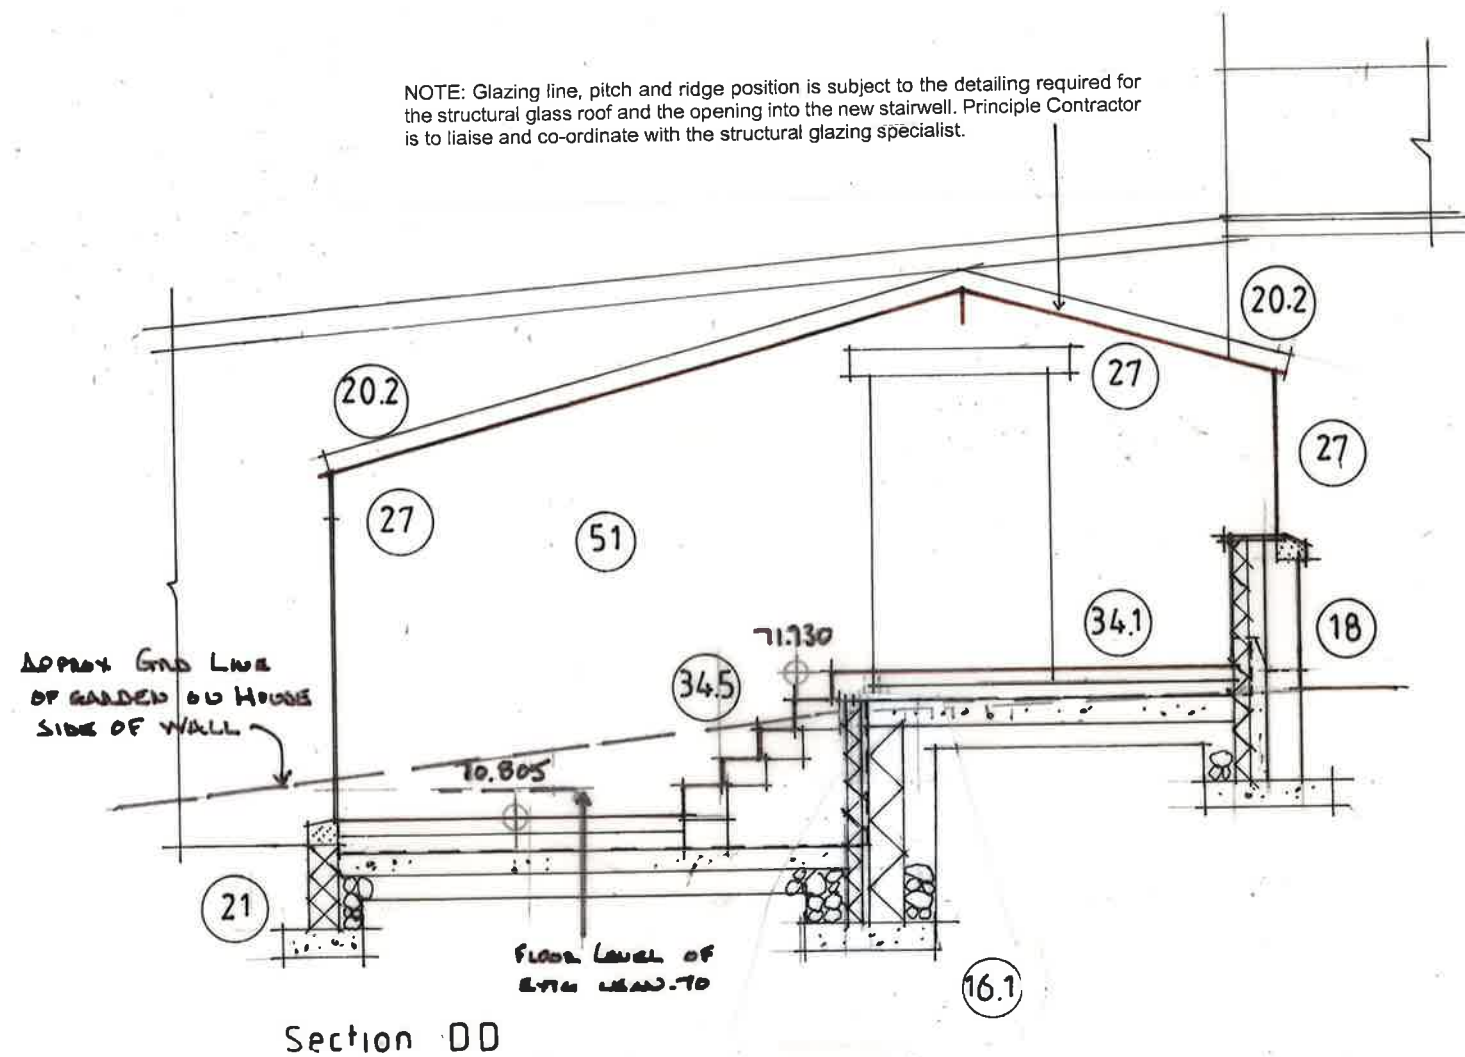 NOTE: Glazing line, pitch and ridge position is subject to the detailing required for
the structural glass roof and the opening into the new stairwell. Principle Contractor
is to liaise and co-ordinate with the structural glazing specialist.
20.2
20.2
27
27
27
51
34.1
18
71.730
34.5
APPROX GRD LINE
OF GARDEN ON HOUSE
SIDE OF WALL
70.805
21
FLOOR LEVEL OF
EXTG LEAN-TO
16.1
Section DD